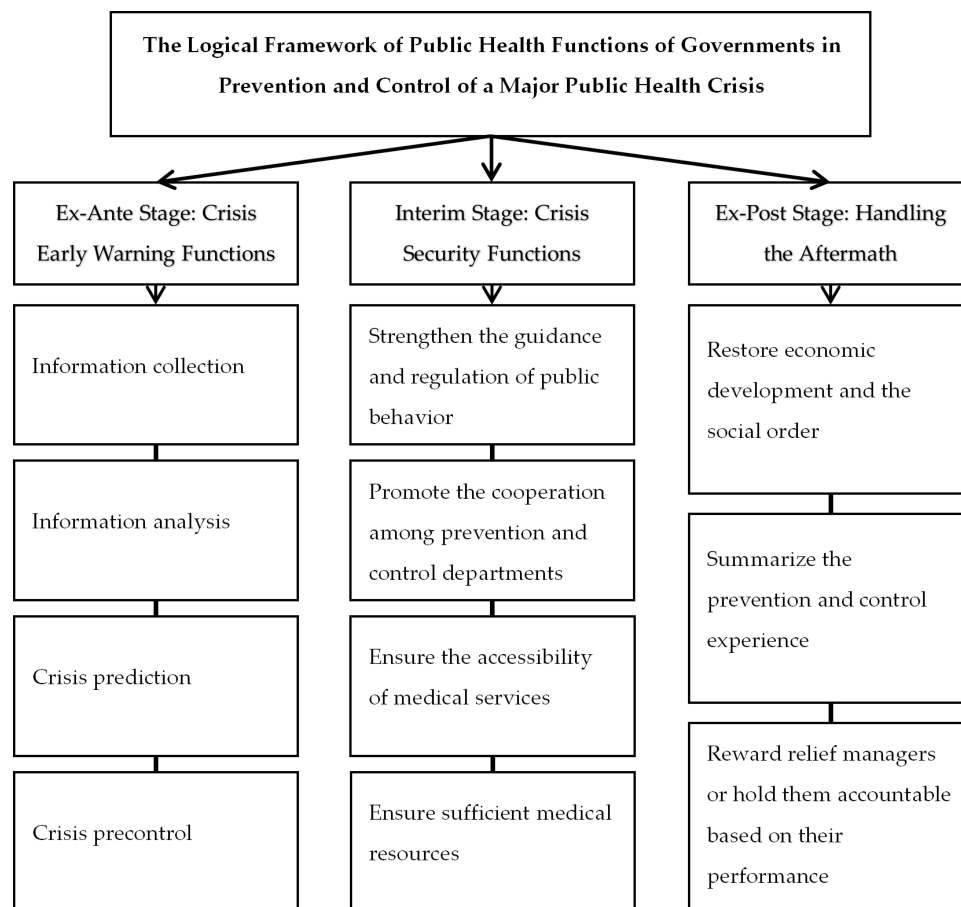 The Logical Framework of Public Health Functions of Governments in
Prevention and Control of a Major Public Health Crisis
Ex-Ante Stage: Crisis
Early Warning Functions
Information collection
Information analysis
Crisis prediction
Crisis precontrol
Interim Stage: Crisis
Security Functions
Strengthen the guidance
and regulation of public
behavior
Promote the cooperation
among prevention and
control departments
Ensure the accessibility
of medical services
Ensure sufficient medical
resources
Ex-Post Stage: Handling
the Aftermath
Restore economic
development and the
social order
Summarize the
prevention and control
experience
Reward relief managers
or hold them accountable
based on their
performance